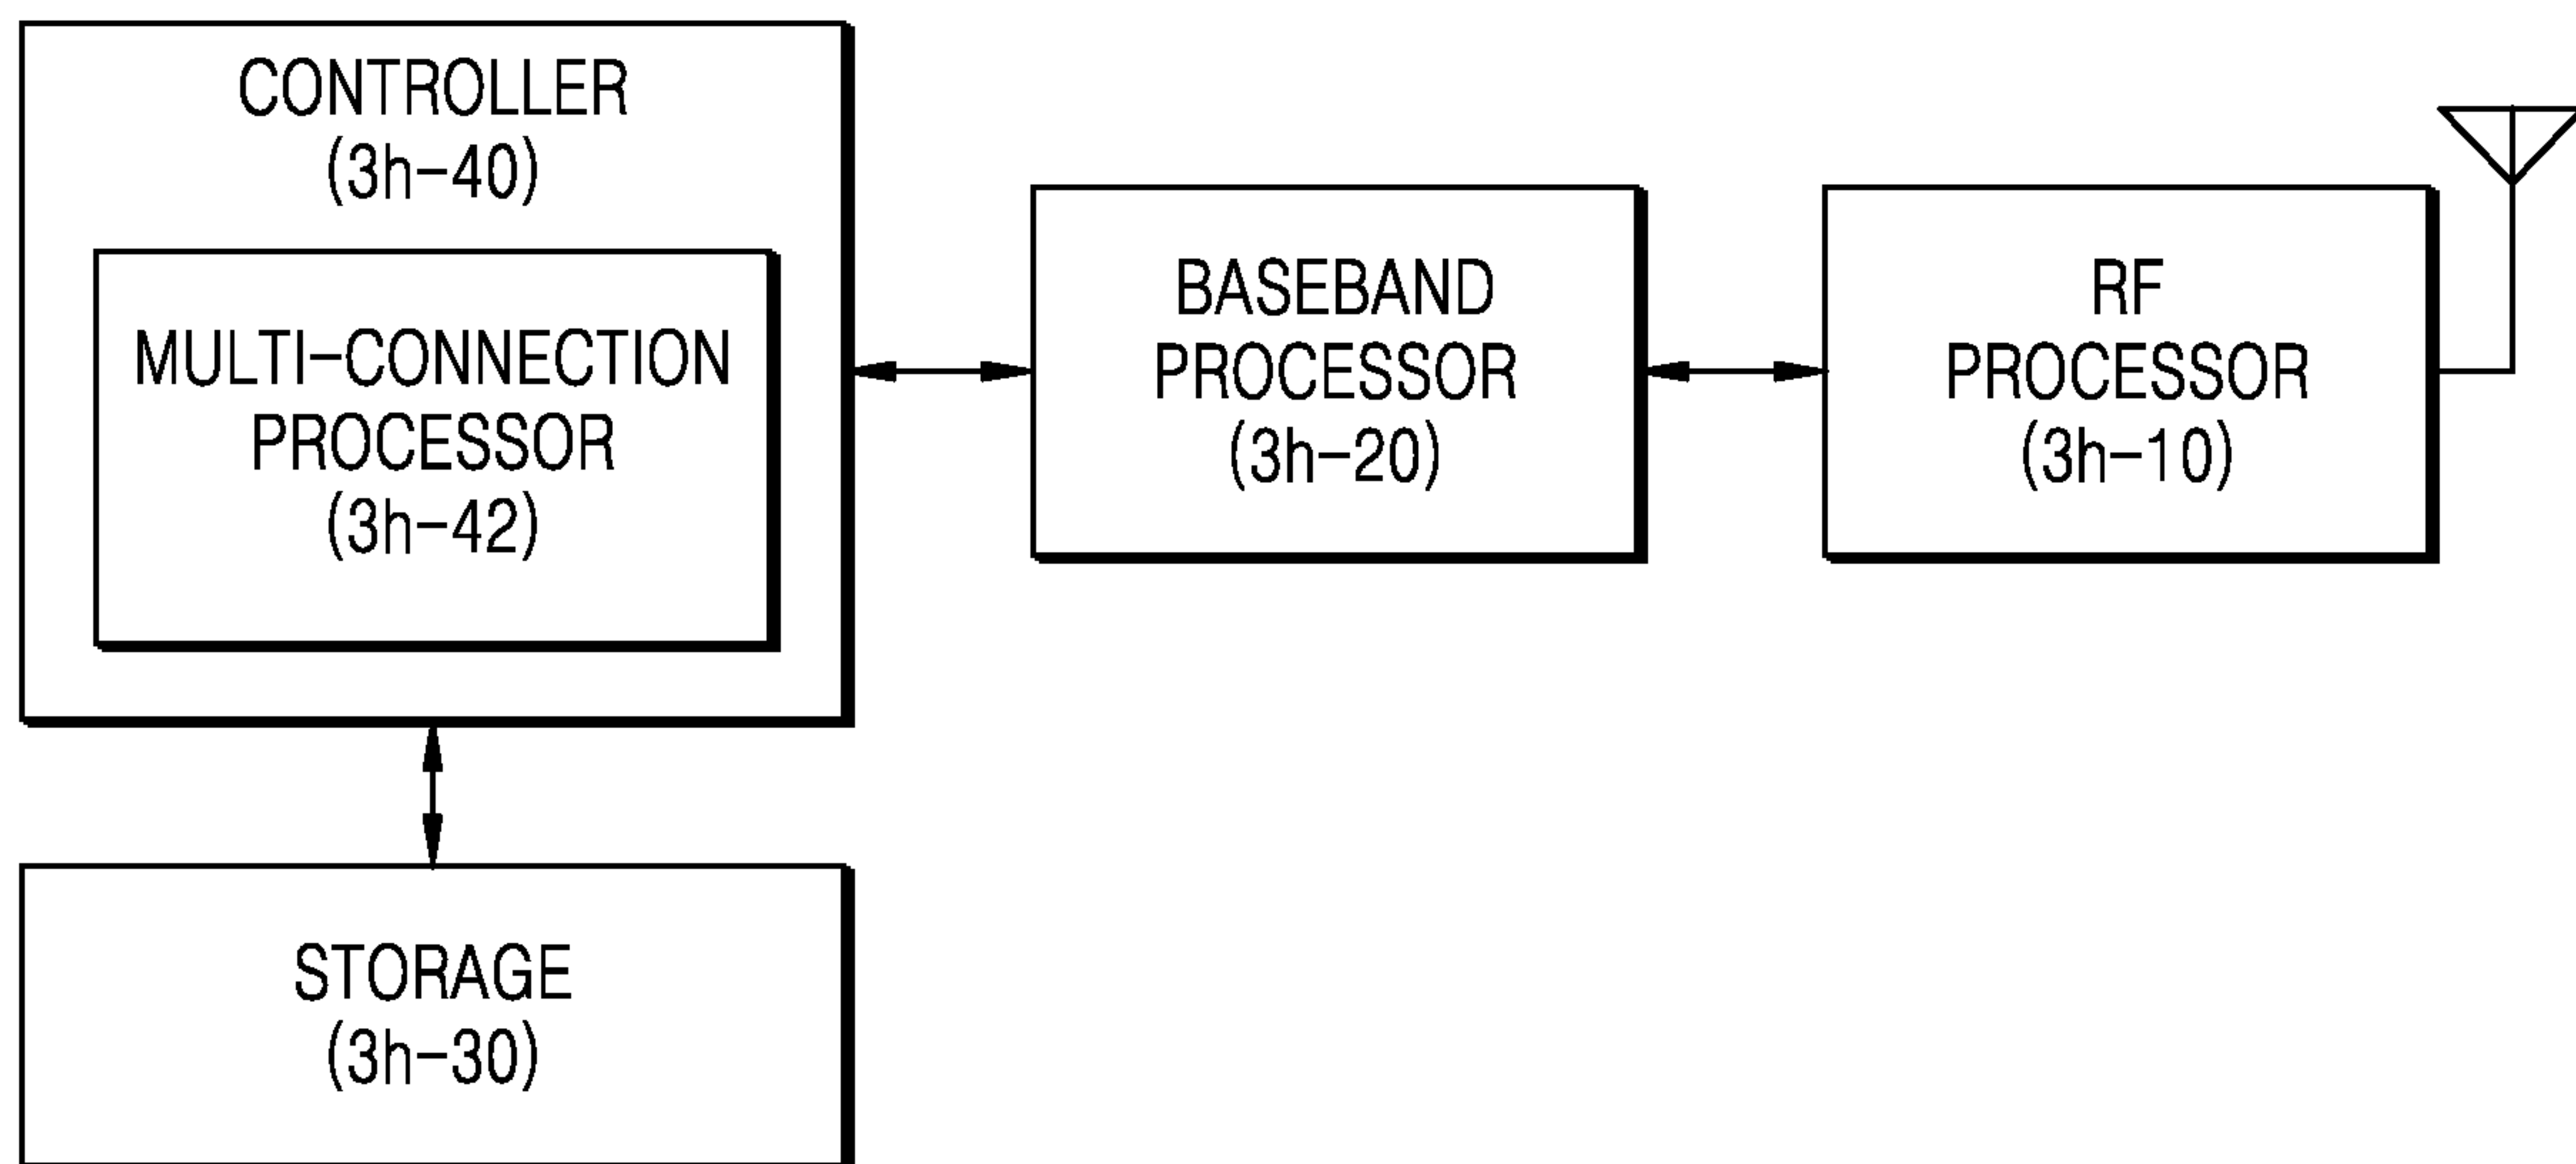 CONTROLLER
(3h-40)
MULTI-CONNECTION
PROCESSOR
(3h-42)
BASEBAND
PROCESSOR
(3h-20)
RF
PROCESSOR
(3h-10)
STORAGE
(3h-30)